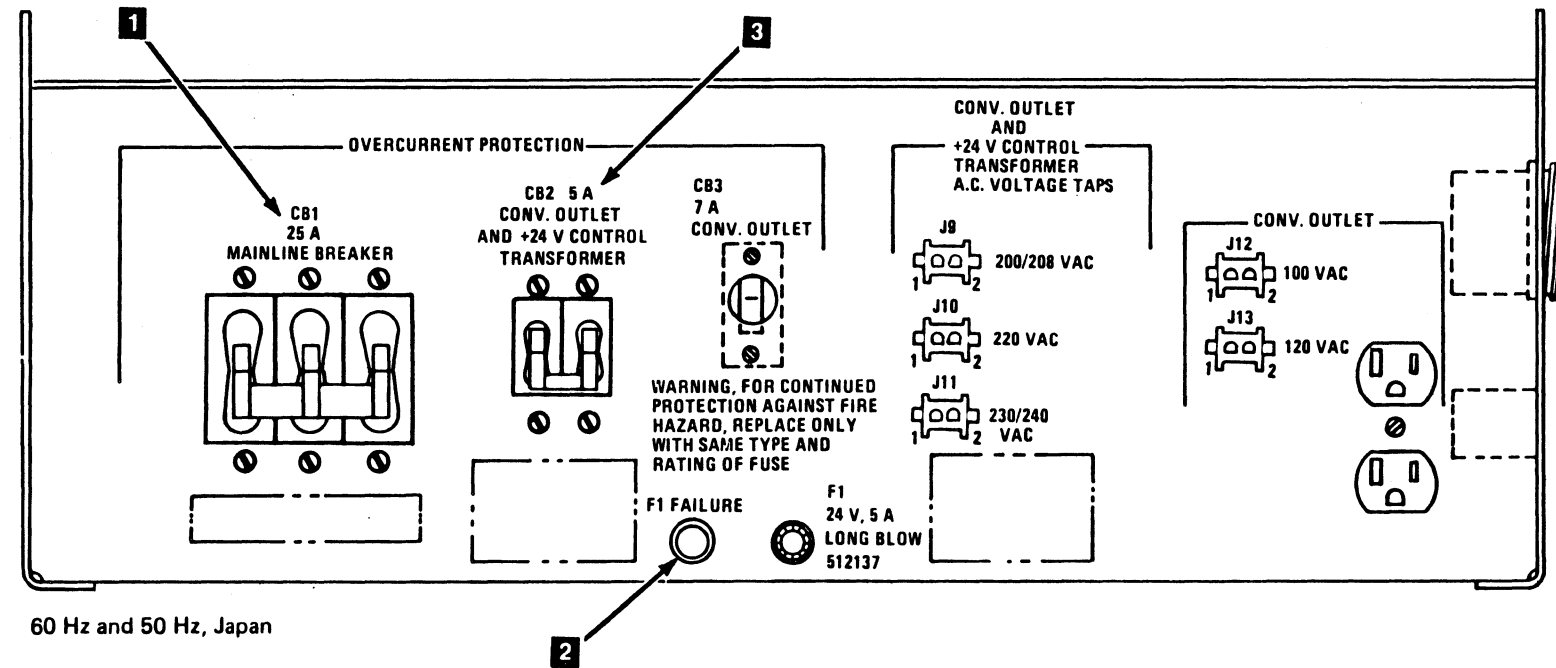 1
3
OVERCURRENT PROTECTION
CB1
25 A
MAINLINE BREAKER
CB2 5 A
CONV. OUTLET
AND +24 V CONTROL
TRANSFORMER
CB3
7 A
CONV. OUTLET
WARNING, FOR CONTINUED
PROTECTION AGAINST FIRE
HAZARD, REPLACE ONLY
WITH SAME TYPE AND
RATING OF FUSE
F1 FAILURE
F1
24 V, 5 A
LONG BLOW
512137
CONV. OUTLET
AND
+24 V CONTROL
TRANSFORMER
A.C. VOLTAGE TAPS
J9
1 2 200/208 VAC
J10
1 2 220 VAC
J11
1 2 230/240
VAC
CONV. OUTLET
J12
1 2 100 VAC
J13
1 2 120 VAC
2
60 Hz and 50 Hz, Japan